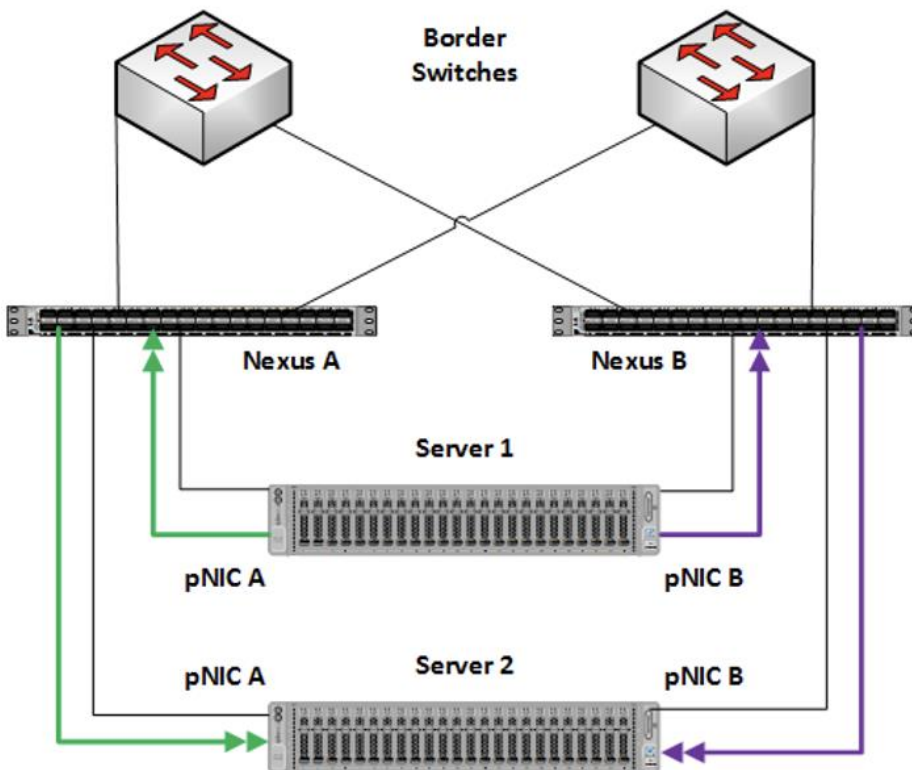 Border
Switches
Nexus A
Nexus B
Server 1
pNIC A
pNIC B
Server 2
pNIC A
pNIC B